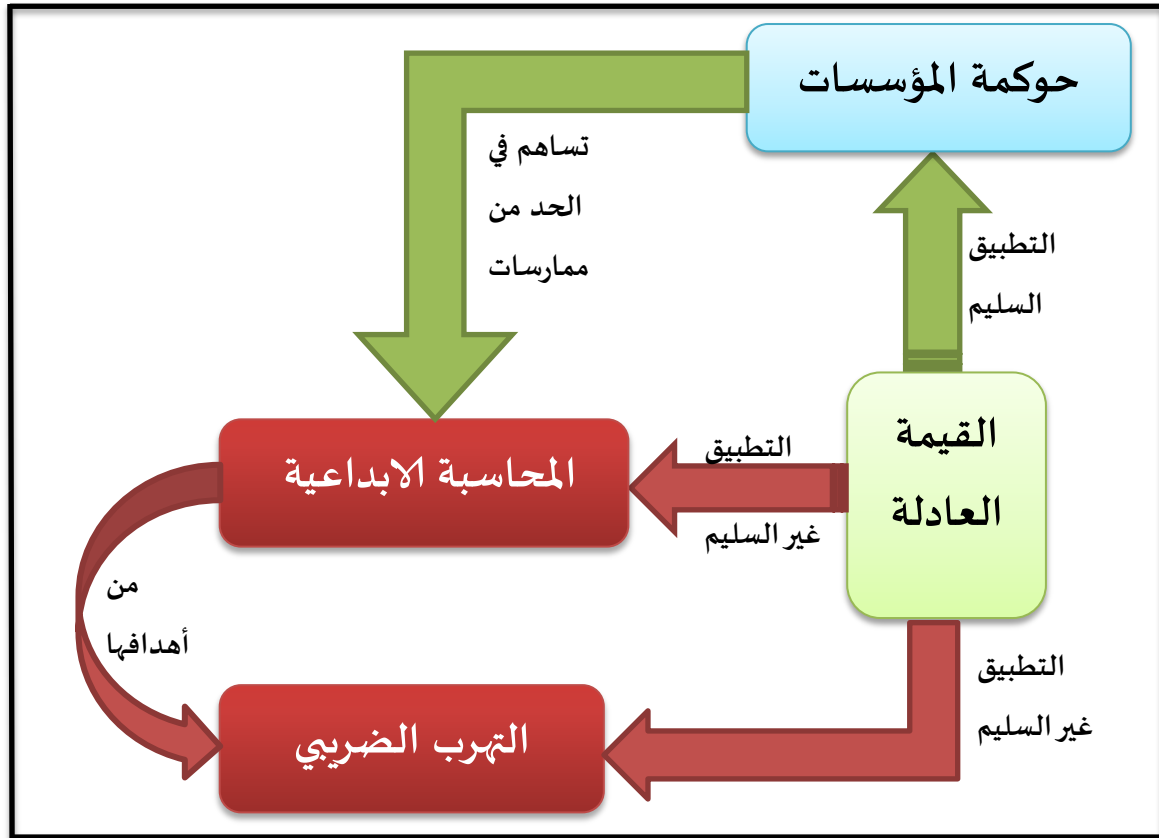 حوكمة المؤسسات
تساهم في
الحد من
ممارسات
التطبيق
السليم
القيمة
العادلة
التطبيق
غير السليم
المحاسبة الابداعية
من
أهدافها
التطبيق
غير السليم
التهرب الضريبي